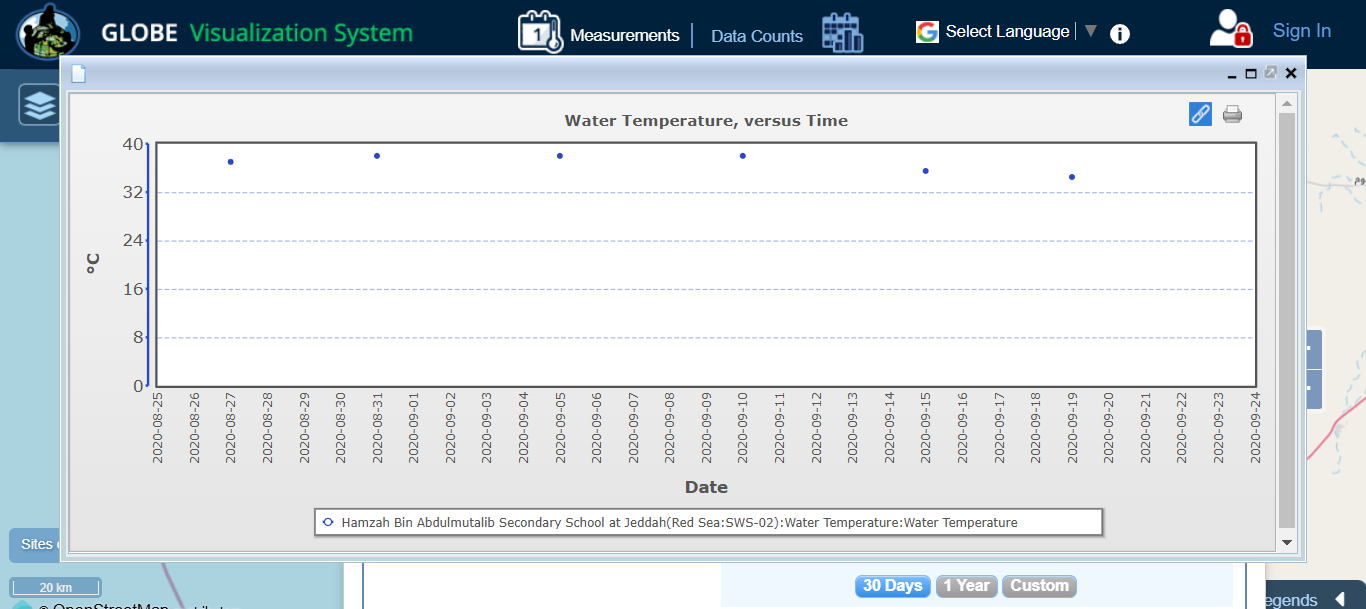 GLOBE Visualization System
1 Measurements
Data Counts
Select Language
Sign In
Water Temperature, versus Time
40
32
24
16
8
0
°C
2020-08-25
2020-08-26
2020-08-27
2020-08-28
2020-08-29
2020-08-30
2020-08-31
2020-09-01
2020-09-02
2020-09-03
2020-09-04
2020-09-05
2020-09-06
2020-09-07
2020-09-08
2020-09-09
2020-09-10
2020-09-11
2020-09-12
2020-09-13
2020-09-14
2020-09-15
2020-09-16
2020-09-17
2020-09-18
2020-09-19
2020-09-20
2020-09-21
2020-09-22
2020-09-23
2020-09-24
Date
Hamzah Bin Abdulmutalib Secondary School at Jeddah(Red Sea:SWS-02):Water Temperature:Water Temperature
Sites
20 km
30 Days
1 Year
Custom
egends
© OpenStreetMap